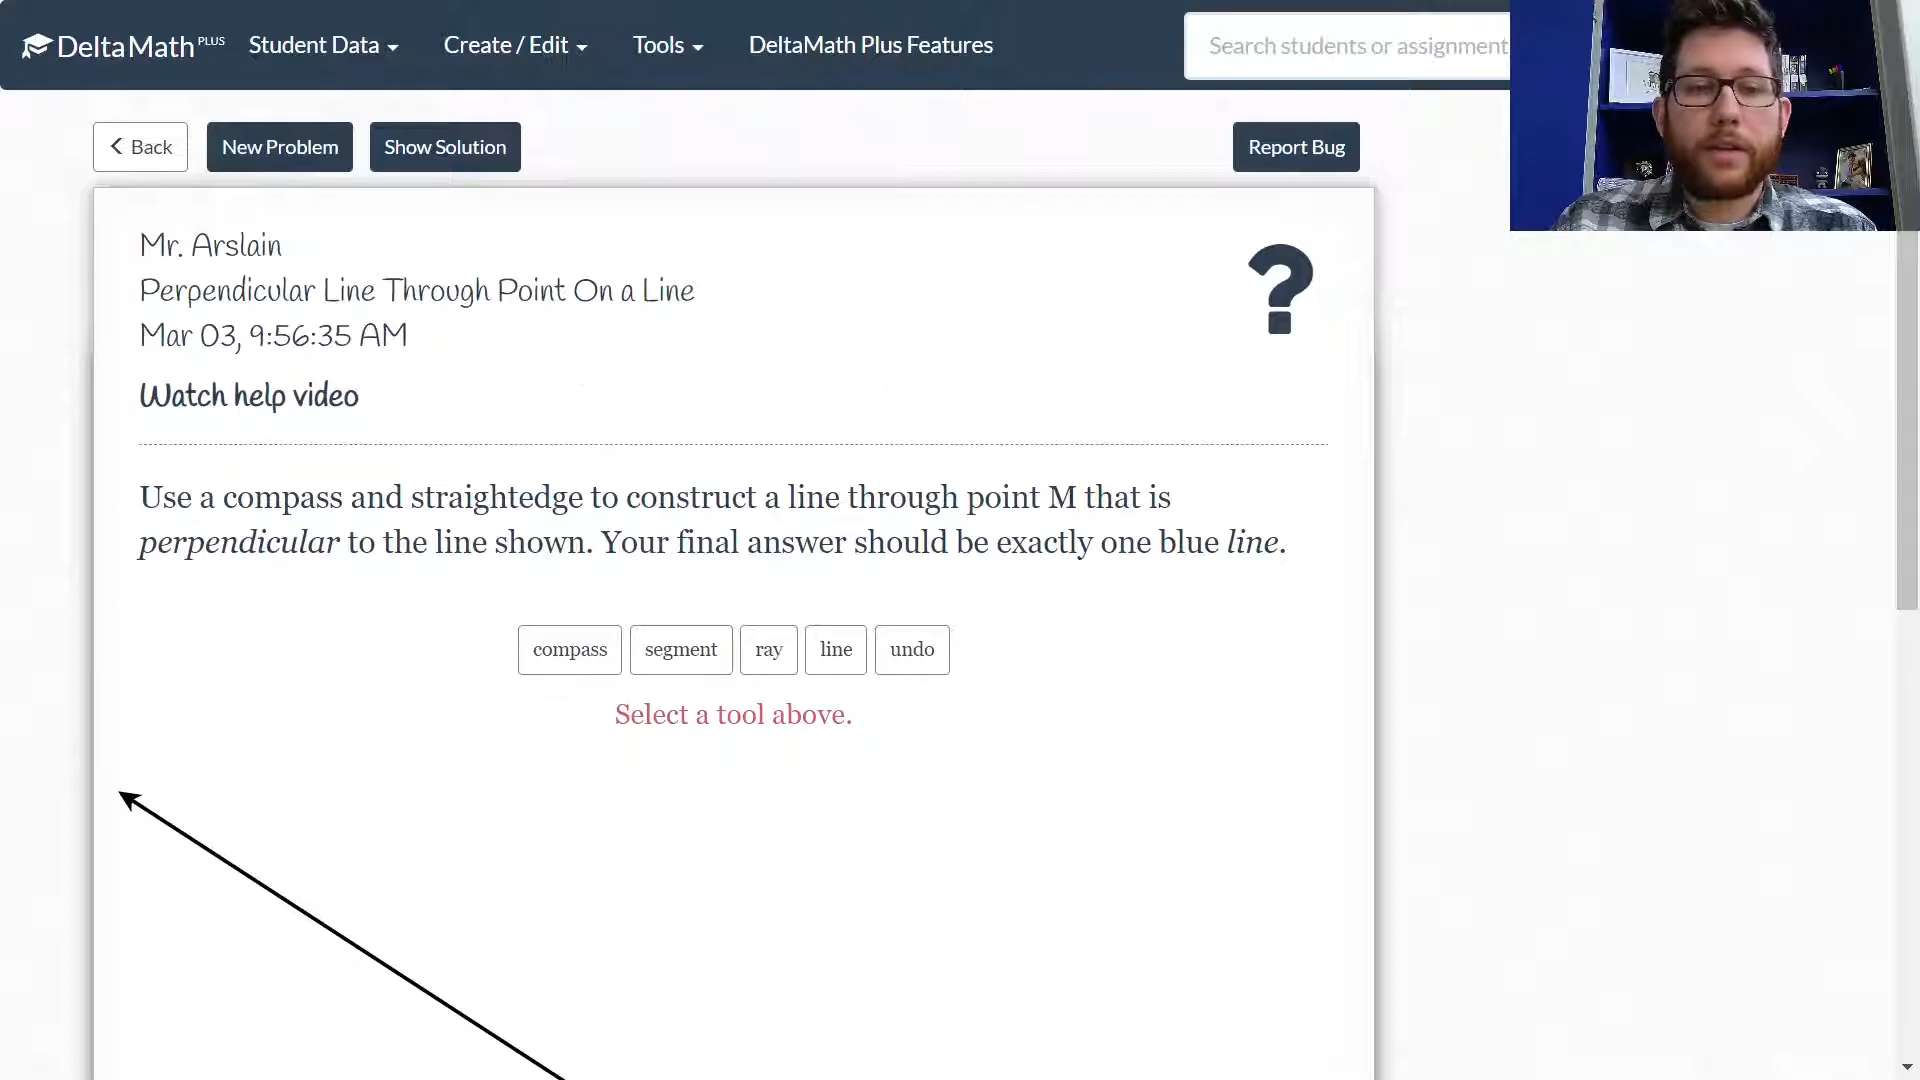 DeltaMath PLUS Student Data Create / Edit Tools DeltaMath Plus Features Search students or assignment
Back New Problem Show Solution Report Bug
Mr. Arslain
Perpendicular Line Through Point On a Line
Mar 03, 9:56:35 AM
?
Watch help video
Use a compass and straightedge to construct a line through point M that is
perpendicular to the line shown. Your final answer should be exactly one blue line.
compass segment ray line undo
Select a tool above.